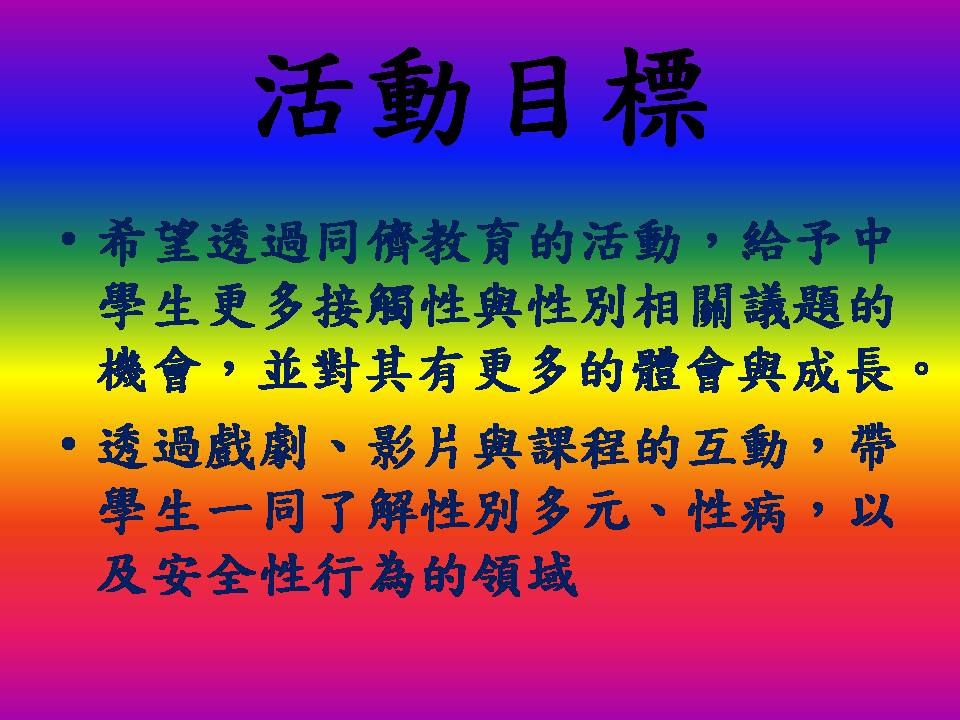 活動目標
•希望透過同儕教育的活動，給予中
學生更多接觸性與性別相關議題的
機會，並對其有更多的體會與成長。
•透過戲劇、影片與課程的互動，帶
學生一同了解性別多元、性病，以
及安全性行為的領域